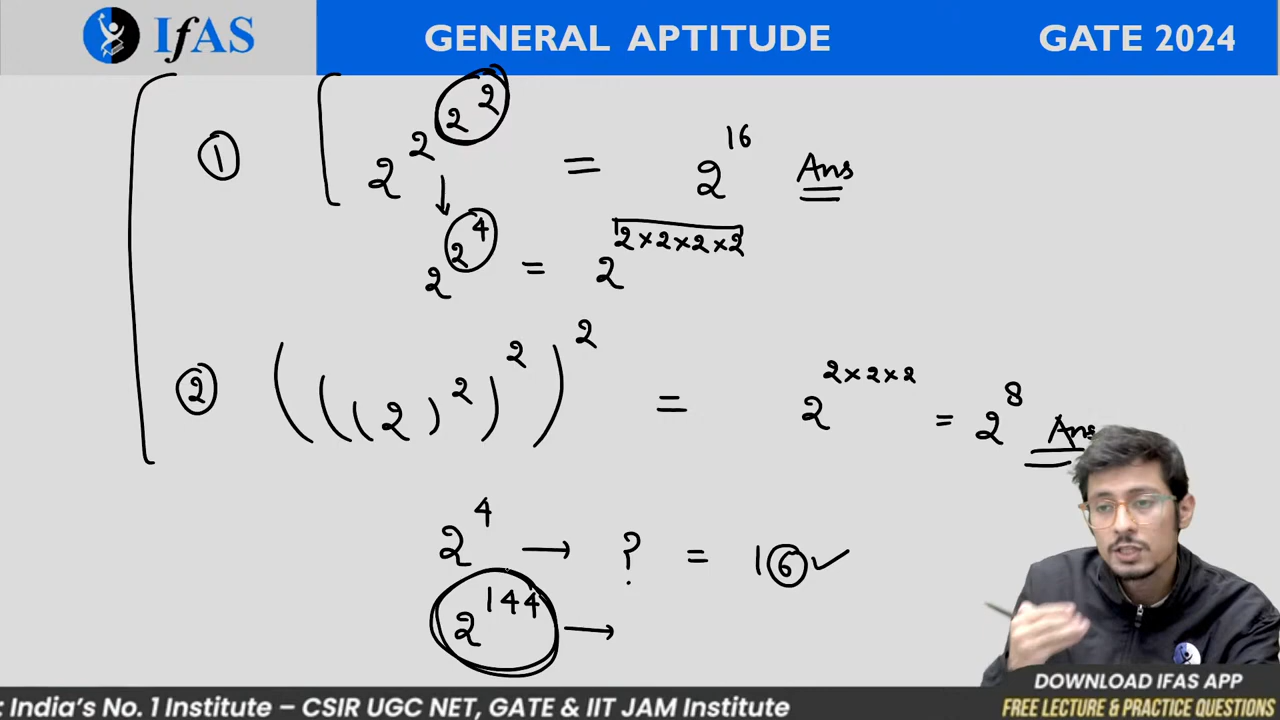 IfAS GENERAL APTITUDE GATE 2024
① [ 2^2^2^2 = 2^16 Ans
2^2^4 = 2^2×2×2×2
② (((2)^2)^2)^2 = 2^2×2×2 = 2^8 Ans
2^4 → ? = 16 ✓
2^144 →
DOWNLOAD IFAS APP
: India’s No. 1 Institute – CSIR UGC NET, GATE & IIT JAM Institute
FREE LECTURE & PRACTICE QUESTIONS